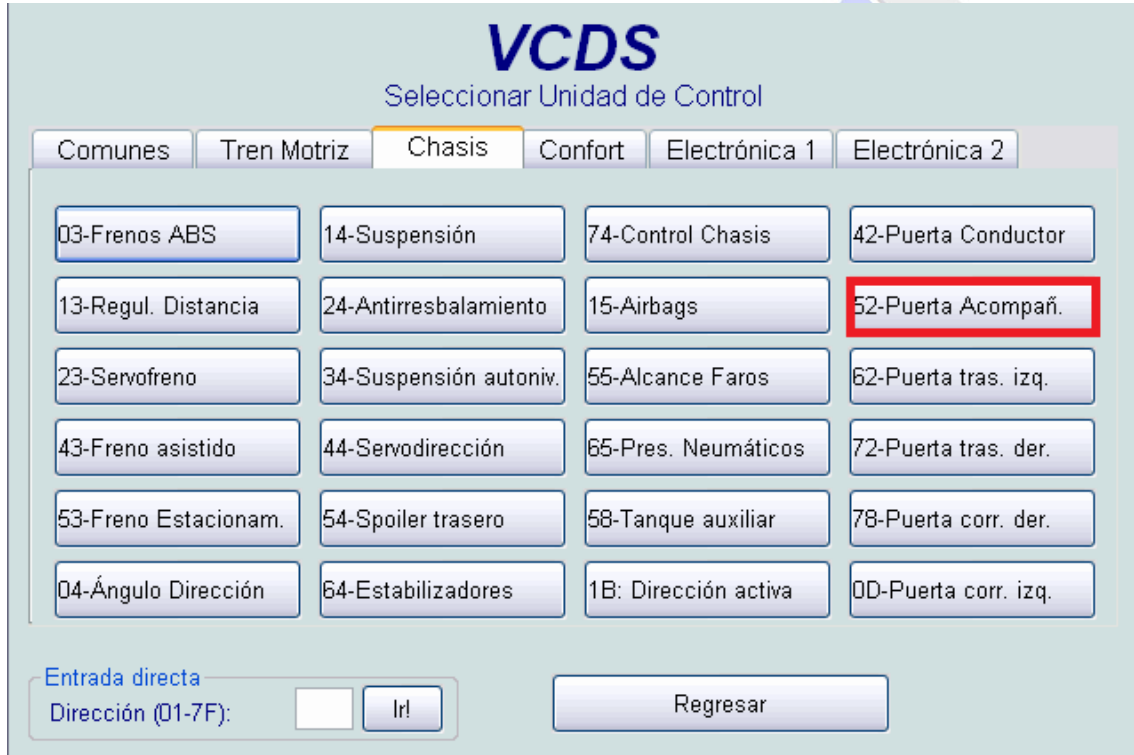 VCDS
Seleccionar Unidad de Control
Comunes Tren Motriz Chasis Confort Electrónica 1 Electrónica 2
03-Frenos ABS 14-Suspensión 74-Control Chasis 42-Puerta Conductor
13-Regul. Distancia 24-Antirresbalamiento 15-Airbags 52-Puerta Acompañ.
23-Servofreno 34-Suspensión autoniv. 55-Alcance Faros 62-Puerta tras. izq.
43-Freno asistido 44-Servodirección 65-Pres. Neumáticos 72-Puerta tras. der.
53-Freno Estacionam. 54-Spoiler trasero 58-Tanque auxiliar 78-Puerta corr. der.
04-Ángulo Dirección 64-Estabilizadores 1B: Dirección activa 0D-Puerta corr. izq.
Entrada directa
Dirección (01-7F): Ir! Regresar